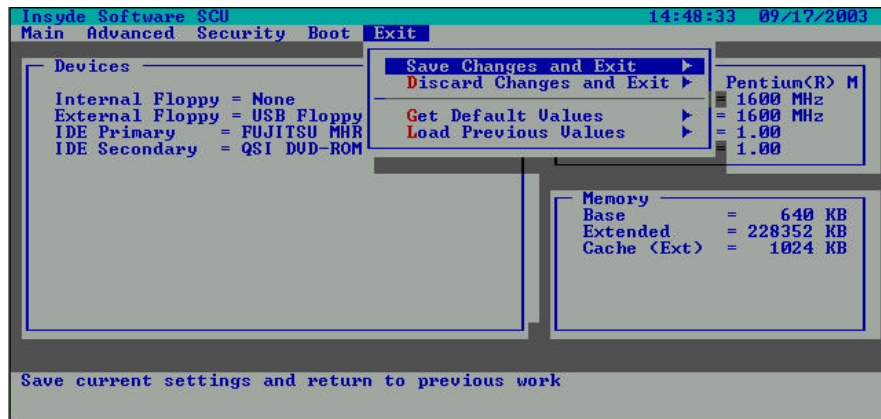 Insyde Software SCU 14:48:33 09/17/2003
Main Advanced Security Boot Exit
Save Changes and Exit
Discard Changes and Exit
Get Default Values
Load Previous Values
Devices
Internal Floppy = None
External Floppy = USB Floppy
IDE Primary = FUJITSU MHR
IDE Secondary = QSI DVD-ROM
Pentium(R) M
= 1600 MHz
= 1600 MHz
= 1.00
= 1.00
Memory
Base = 640 KB
Extended = 228352 KB
Cache (Ext) = 1024 KB
Save current settings and return to previous work